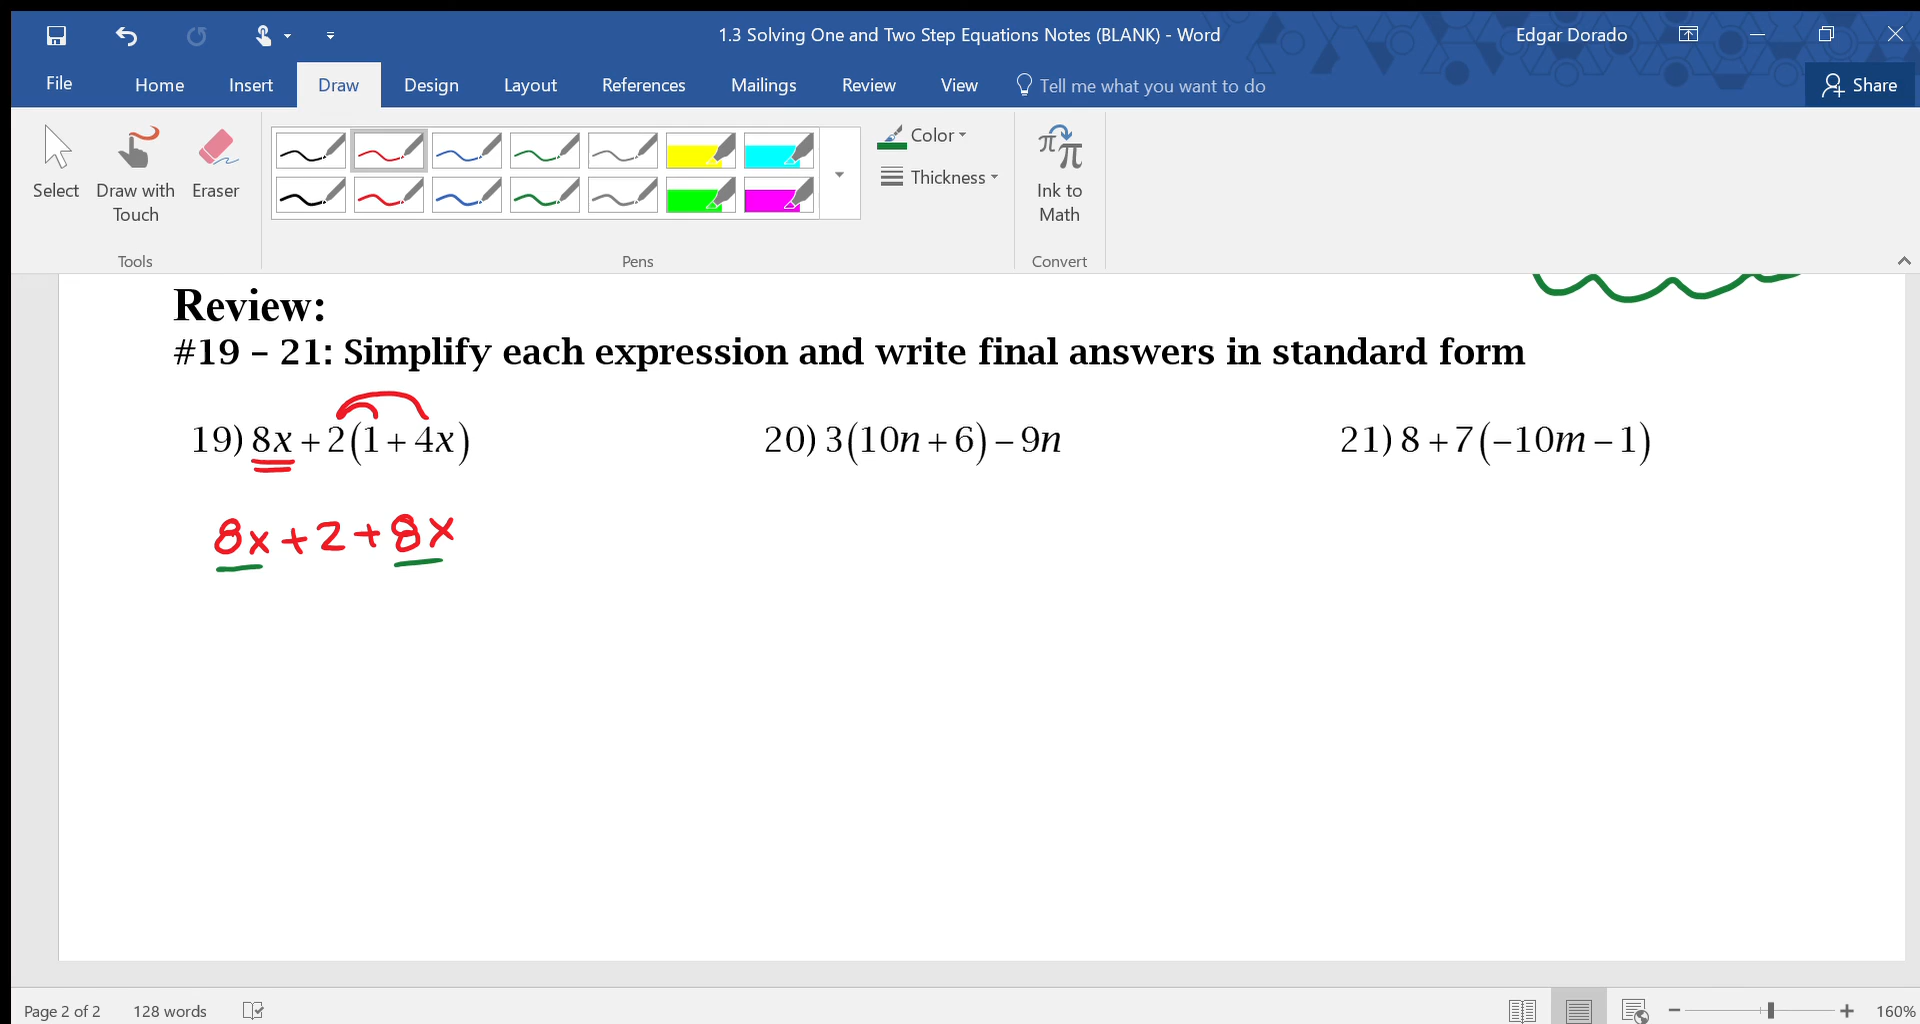 1.3 Solving One and Two Step Equations Notes (BLANK) - Word
Edgar Dorado
File Home Insert Draw Design Layout References Mailings Review View Tell me what you want to do Share
Select
Draw with Touch
Eraser
Tools
Pens
Color
Thickness
Ink to Math
Convert
Review:
#19 – 21: Simplify each expression and write final answers in standard form
19) 8x + 2(1 + 4x)
20) 3(10n + 6) – 9n
21) 8 + 7(–10m – 1)
8x + 2 + 8x
Page 2 of 2 128 words 160%